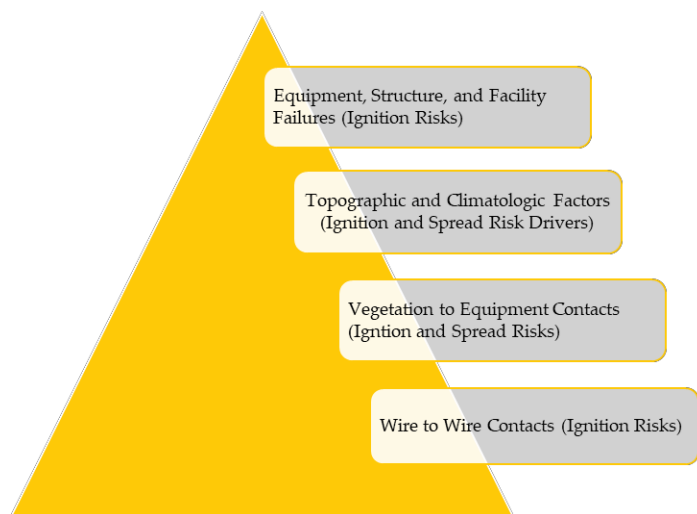 Equipment, Structure, and Facility
Failures (Ignition Risks)
Topographic and Climatologic Factors
(Ignition and Spread Risk Drivers)
Vegetation to Equipment Contacts
(Igntion and Spread Risks)
Wire to Wire Contacts (Ignition Risks)